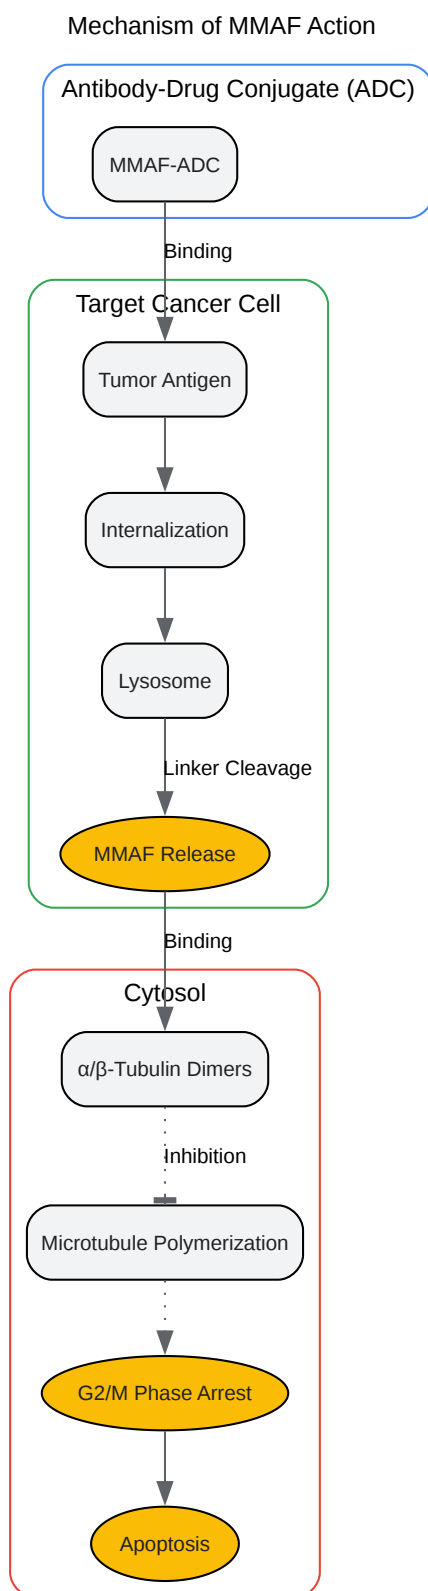 Mechanism of MMAF Action
Antibody-Drug Conjugate (ADC)
MMAF-ADC
Binding
Target Cancer Cell
Tumor Antigen
Internalization
Lysosome
Linker Cleavage
MMAF Release
Binding
Cytosol
α/β-Tubulin Dimers
Inhibition
Microtubule Polymerization
G2/M Phase Arrest
Apoptosis